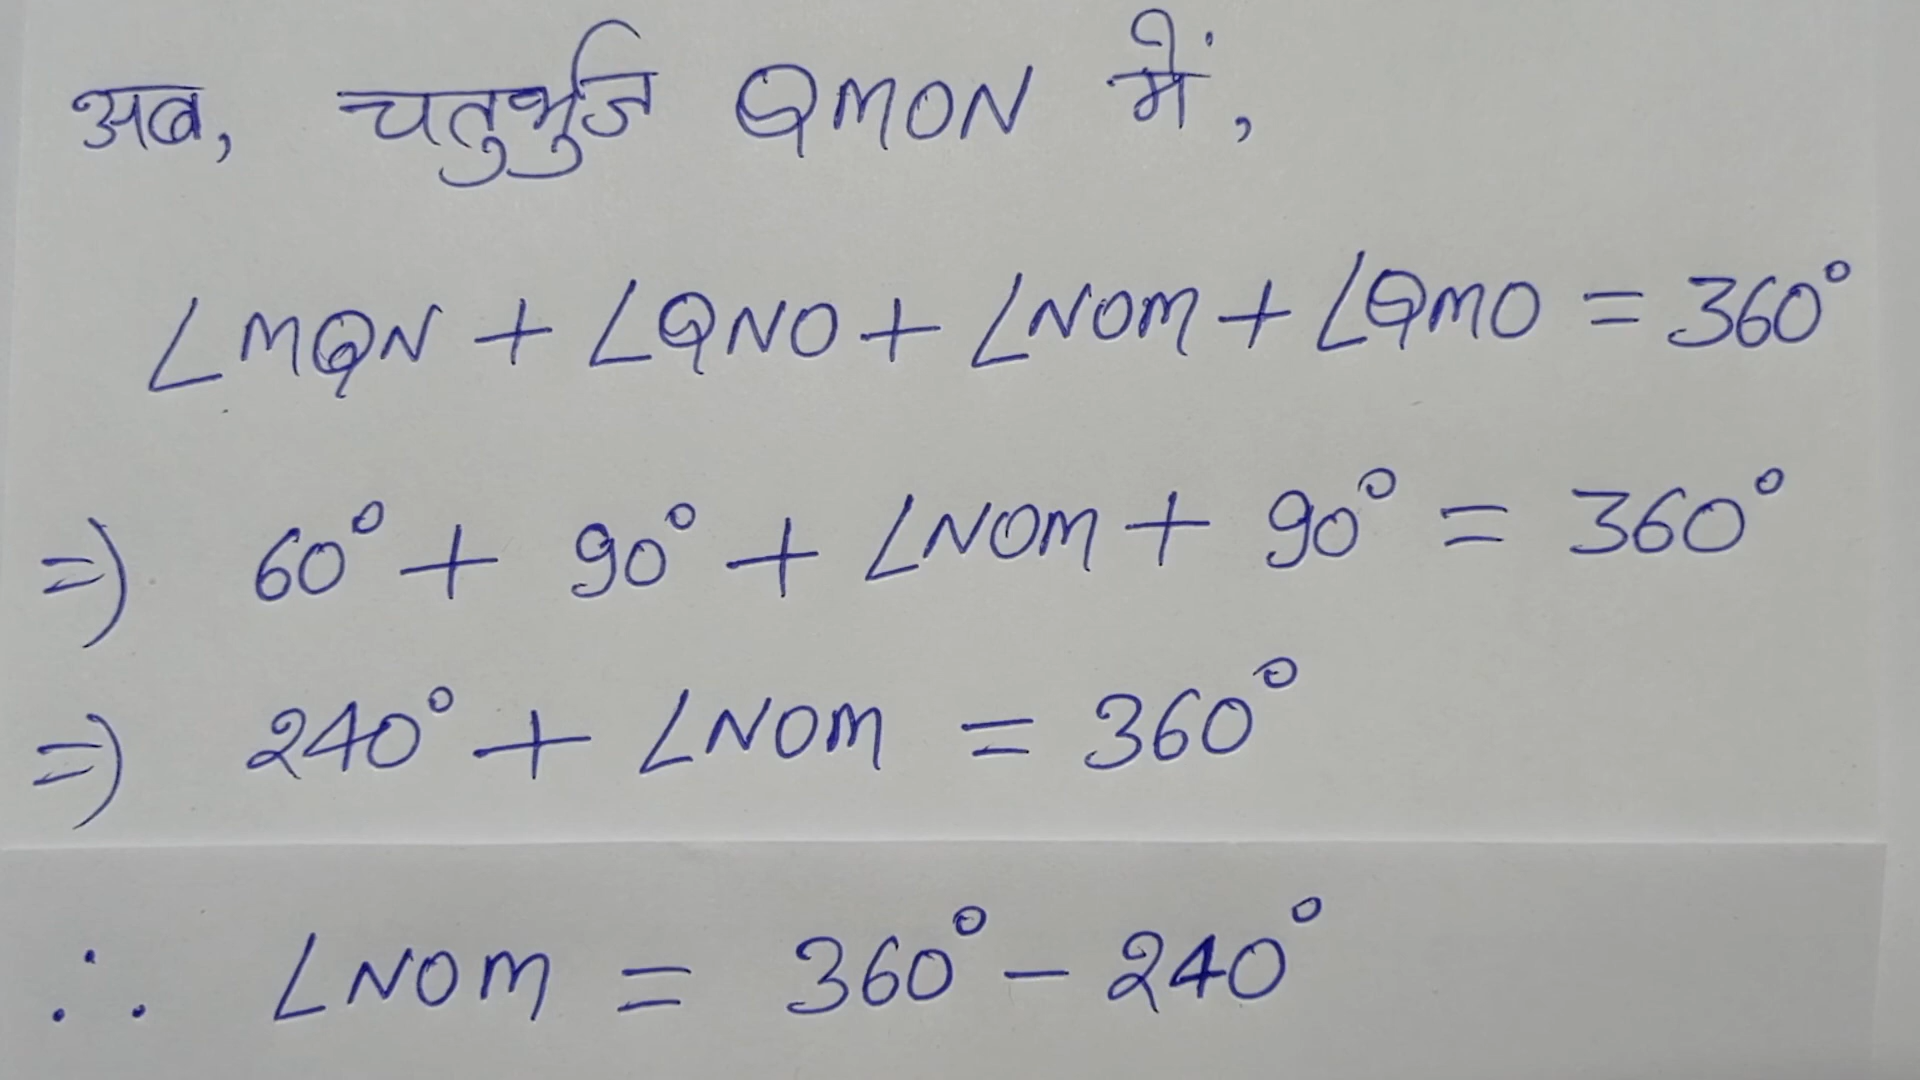 अब, चतुर्भुज QMON में,
∠MQN + ∠QNO + ∠NOM + ∠QMO = 360°
=) 60° + 90° + ∠NOM + 90° = 360°
=) 240° + ∠NOM = 360°
∴ ∠NOM = 360° - 240°